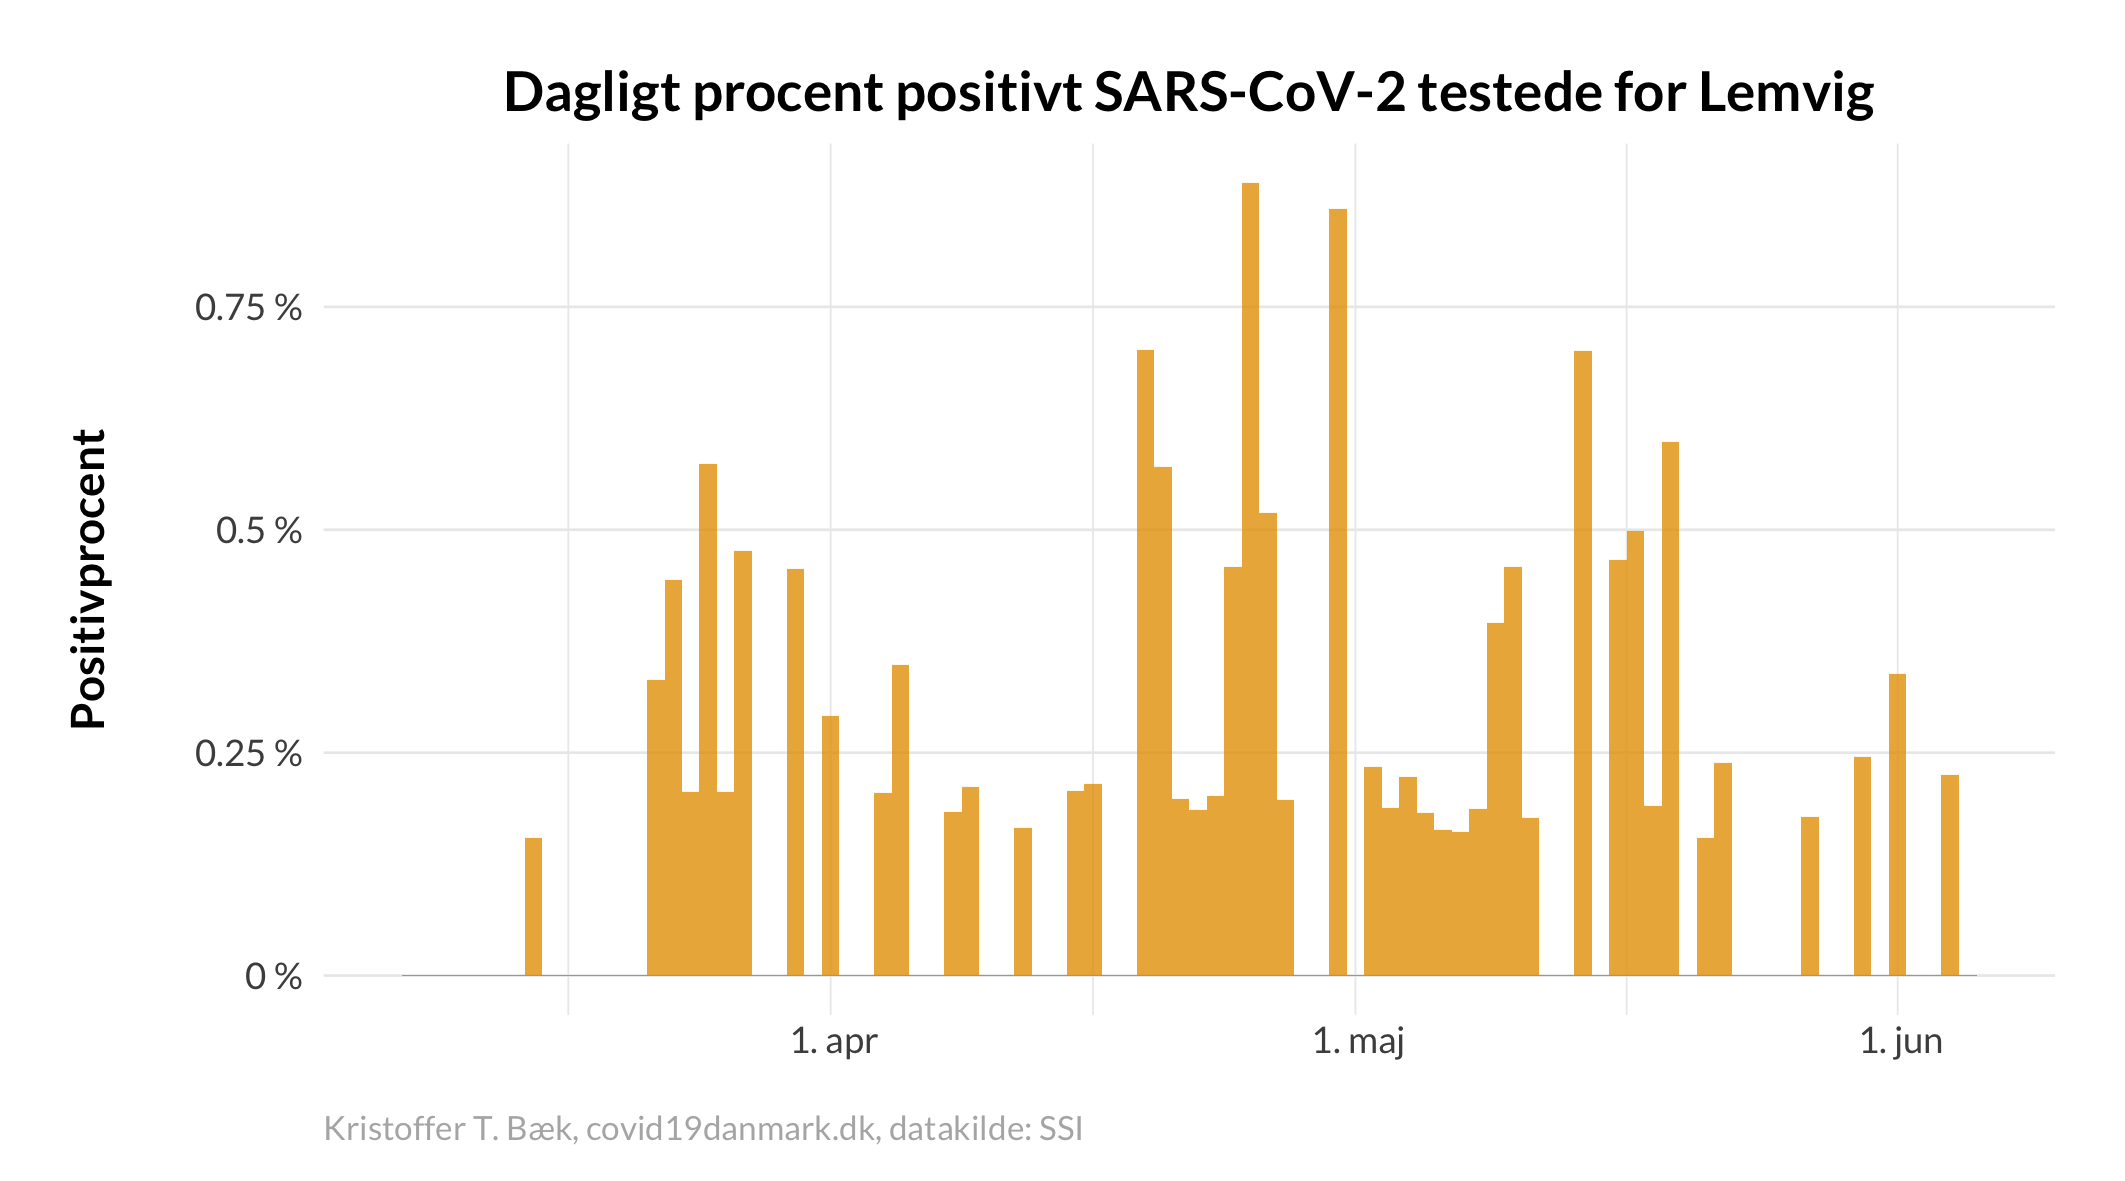 Dagligt procent positivt SARS-CoV-2 testede for Lemvig
Positivprocent
0.75 %
0.5 %
0.25 %
0 %
1. apr
1. maj
1. jun
Kristoffer T. Bæk, covid19danmark.dk, datakilde: SSI